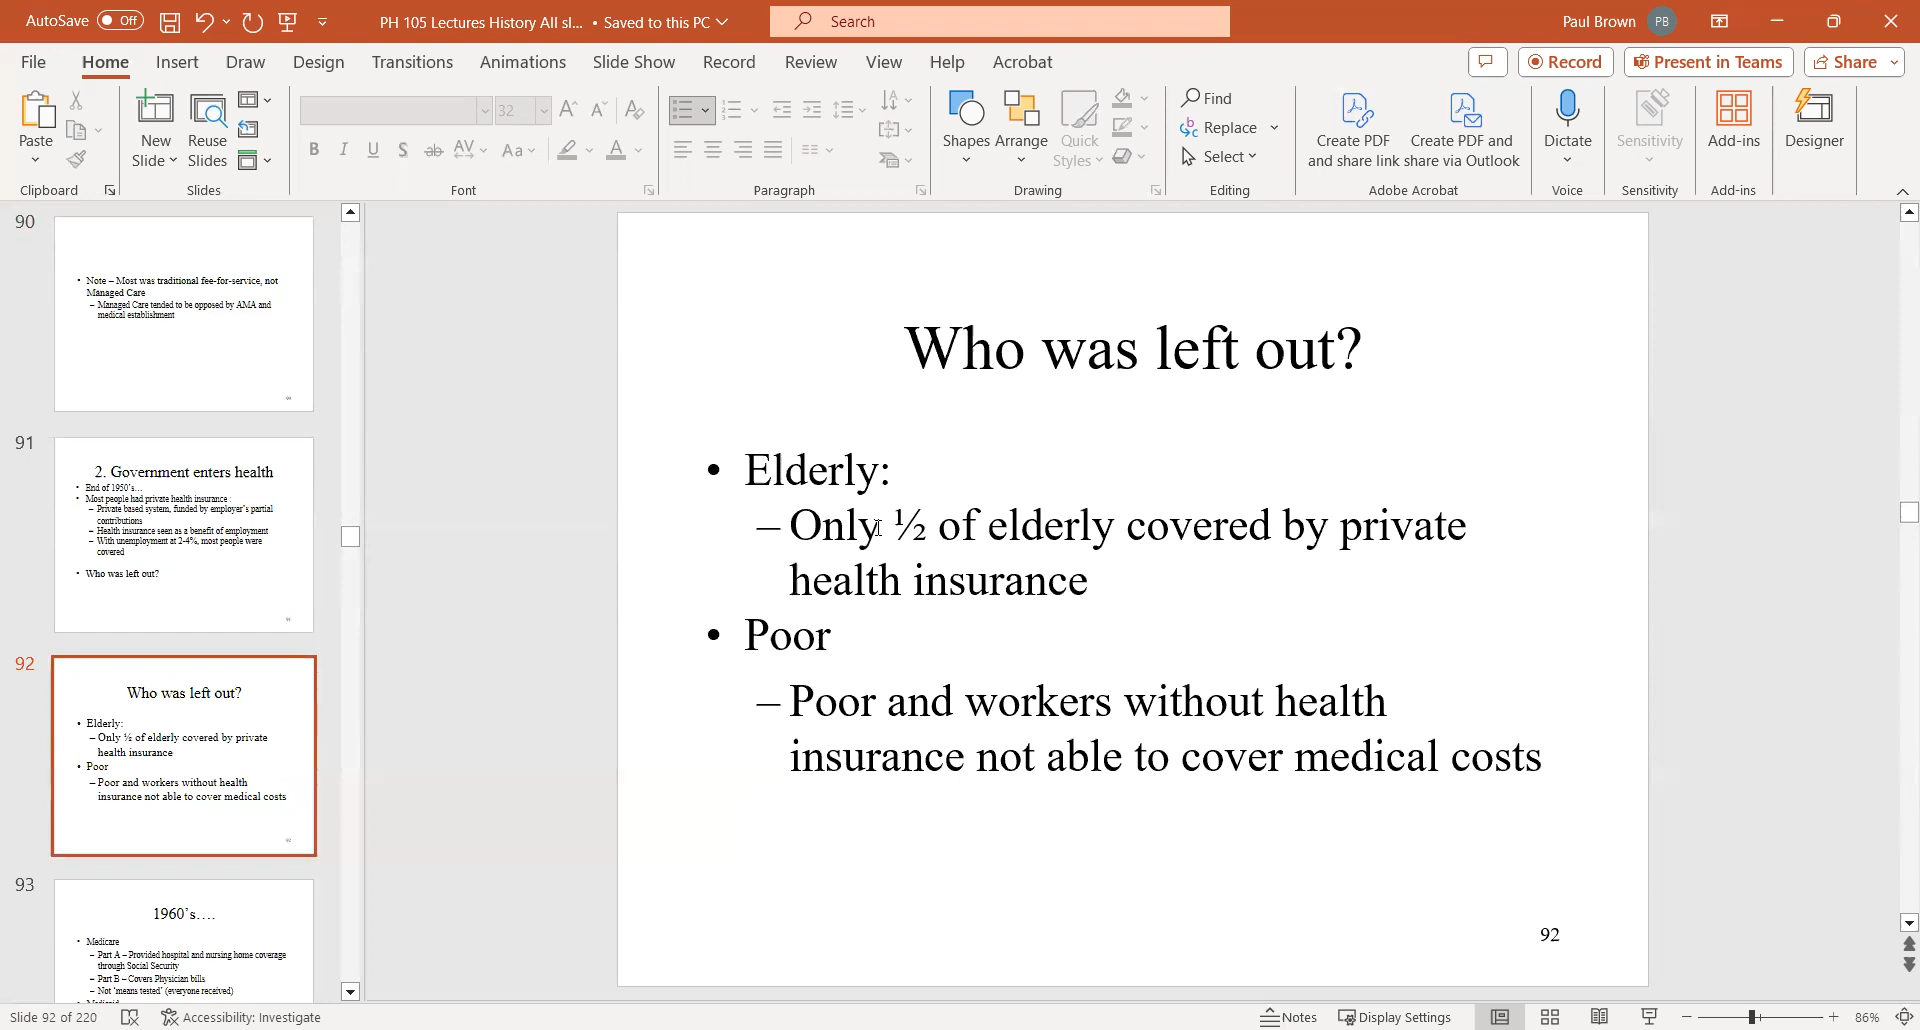 AutoSave Off PH 105 Lectures History All sl... • Saved to this PC Search Paul Brown PB
File Home Insert Draw Design Transitions Animations Slide Show Record Review View Help Acrobat Record Present in Teams Share
Paste
New Slide
Reuse Slides
32
Shapes
Arrange
Quick Styles
Find
Replace
Select
Create PDF and share link
Create PDF and share via Outlook
Dictate
Sensitivity
Add-ins
Designer
Clipboard Slides Font Paragraph Drawing Editing Adobe Acrobat Voice Sensitivity Add-ins
90
• Note – Most was traditional fee-for-service, not
Managed Care
– Managed Care tended to be opposed by AMA and
medical establishment
91
2. Government enters health
• End of 1950's…
• Most people had private health insurance :
– Private based system, funded by employer's partial
contributions
– Health insurance seen as a benefit of employment
– With unemployment at 2-4%, most people were
covered
• Who was left out?
92
Who was left out?
• Elderly:
– Only ½ of elderly covered by private
health insurance
• Poor
– Poor and workers without health
insurance not able to cover medical costs
93
1960's….
• Medicare
– Part A – Provided hospital and nursing home coverage
through Social Security
– Part B – Covers Physician bills
– Not 'means tested' (everyone received)
Who was left out?
• Elderly:
– Only ½ of elderly covered by private
health insurance
• Poor
– Poor and workers without health
insurance not able to cover medical costs
92
Slide 92 of 220 Accessibility: Investigate Notes Display Settings 86%